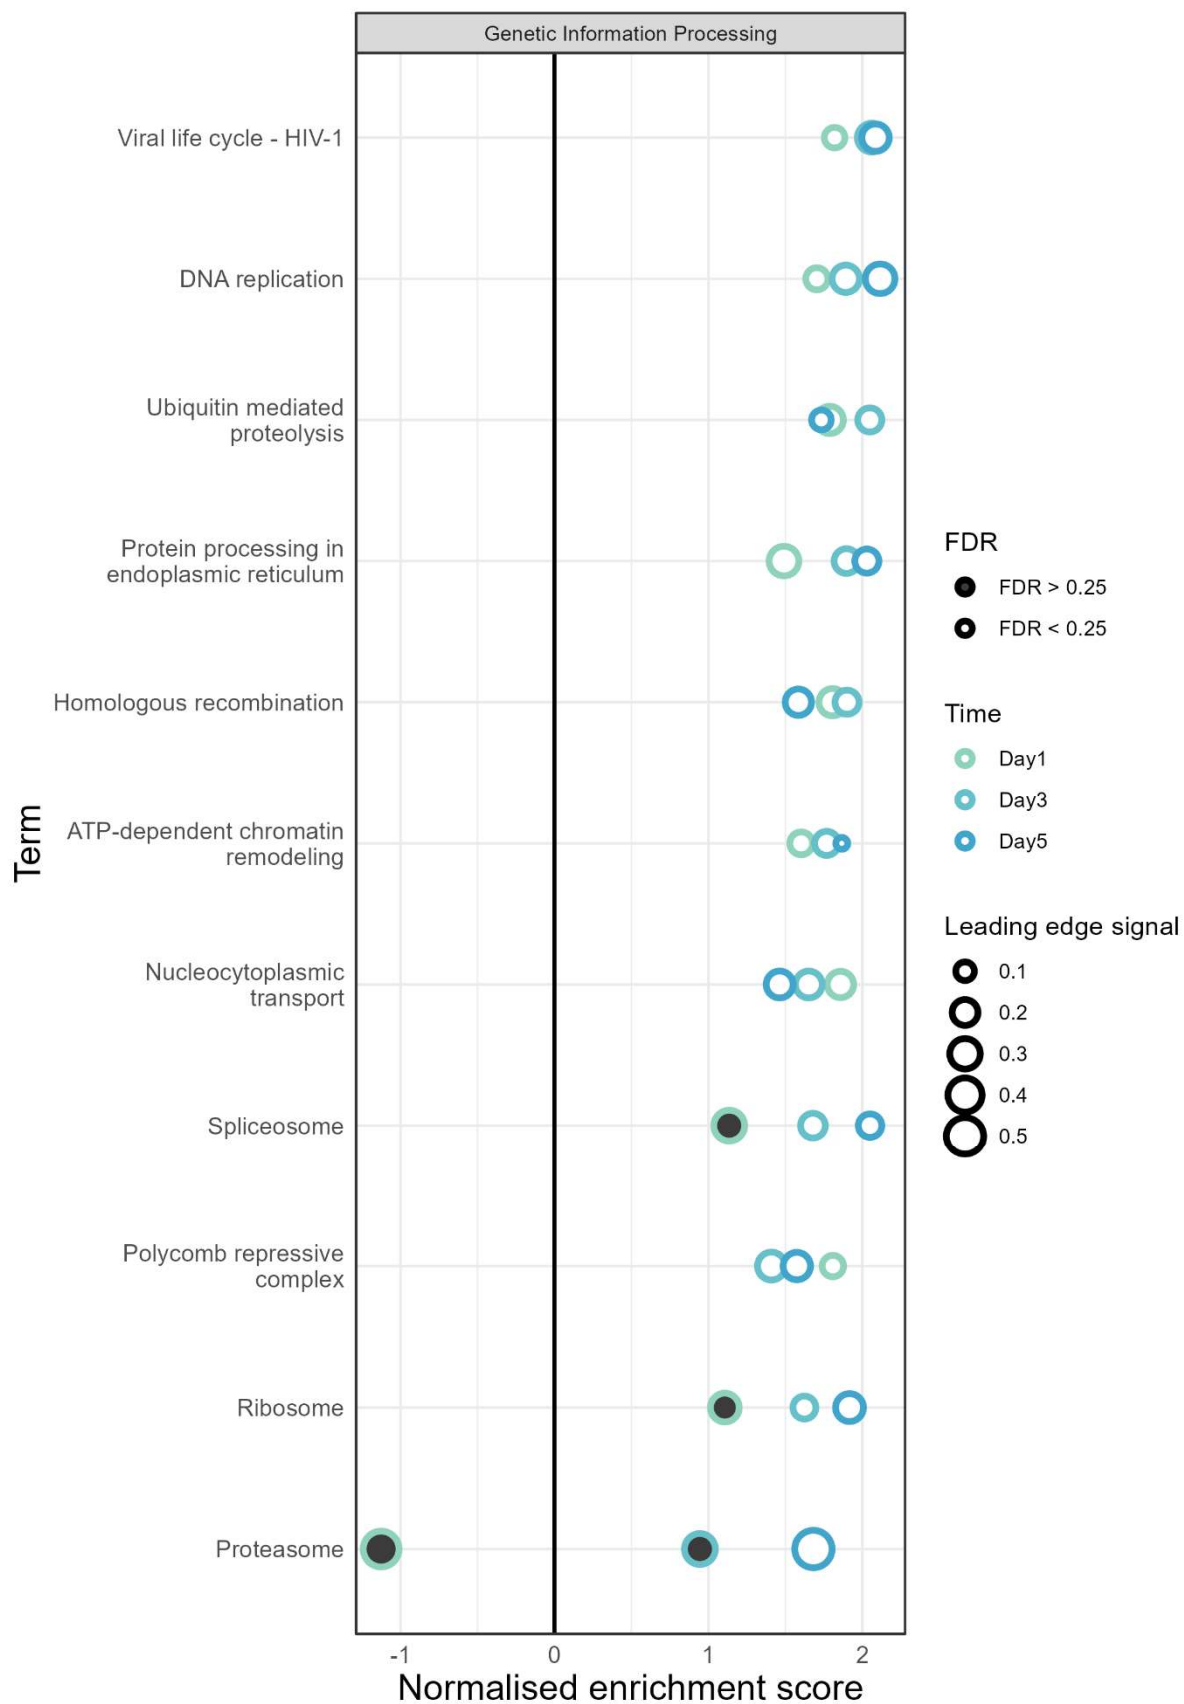 Genetic Information Processing
Viral life cycle - HIV-1
DNA replication
Ubiquitin mediated
proteolysis
Protein processing in
endoplasmic reticulum
Homologous recombination
ATP-dependent chromatin
remodeling
Nucleocytoplasmic
transport
Spliceosome
Polycomb repressive
complex
Ribosome
Proteasome
Term
-1 0 1 2
Normalised enrichment score
FDR
FDR > 0.25
FDR < 0.25
Time
Day1
Day3
Day5
Leading edge signal
0.1
0.2
0.3
0.4
0.5